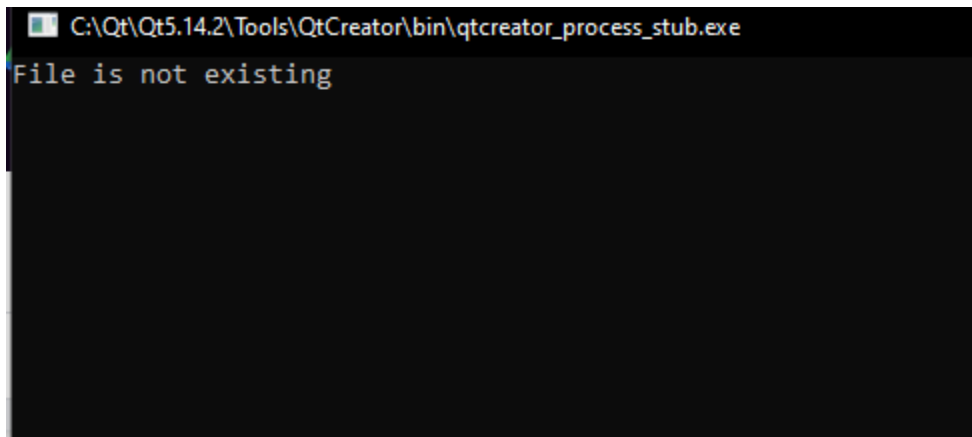 C:\Qt\Qt5.14.2\Tools\QtCreator\bin\qtcreator_process_stub.exe
File is not existing